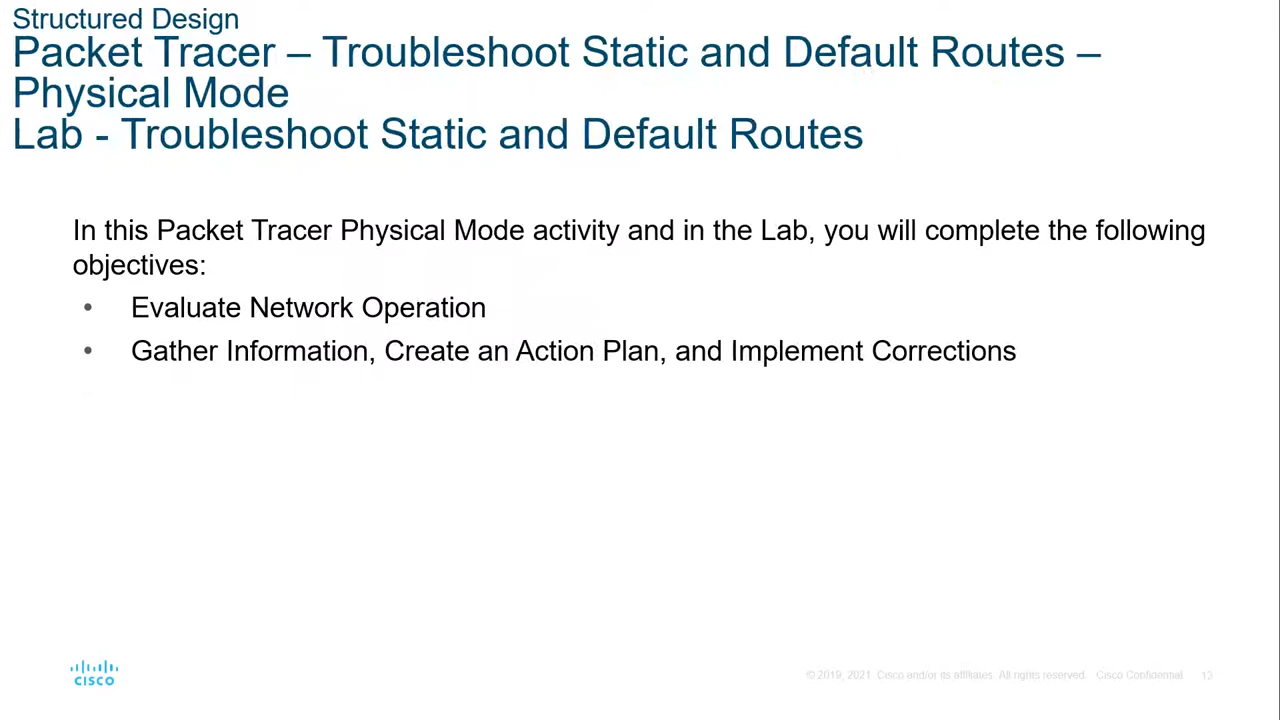 Structured Design
Packet Tracer – Troubleshoot Static and Default Routes –
Physical Mode
Lab - Troubleshoot Static and Default Routes
In this Packet Tracer Physical Mode activity and in the Lab, you will complete the following
objectives:
• Evaluate Network Operation
• Gather Information, Create an Action Plan, and Implement Corrections
CISCO
© 2019, 2021 Cisco and/or its affiliates. All rights reserved. Cisco Confidential 12